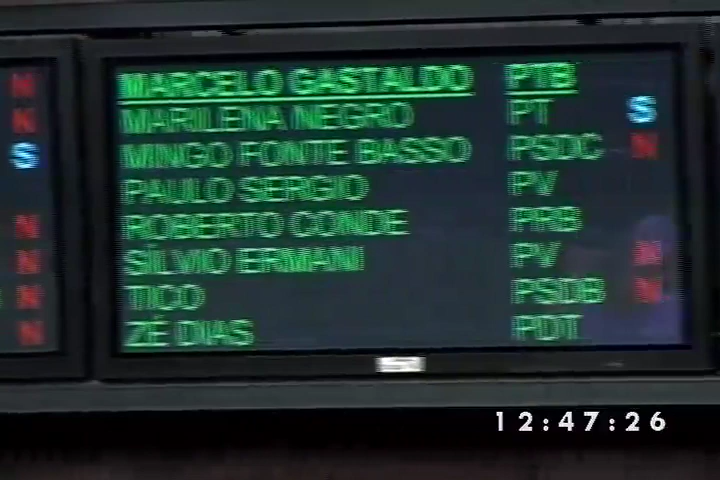 N
N
S
N
N
N
N
MARCELO GASTALDO PTB
MARILENA NEGRO PT S
MINGO FONTE BASSO PSDC N
PAULO SERGIO PV
ROBERTO CONDE PRB
SÍLVIO ERMANI PV N
TICO PSDB N
ZÉ DIAS PDT
12:47:26